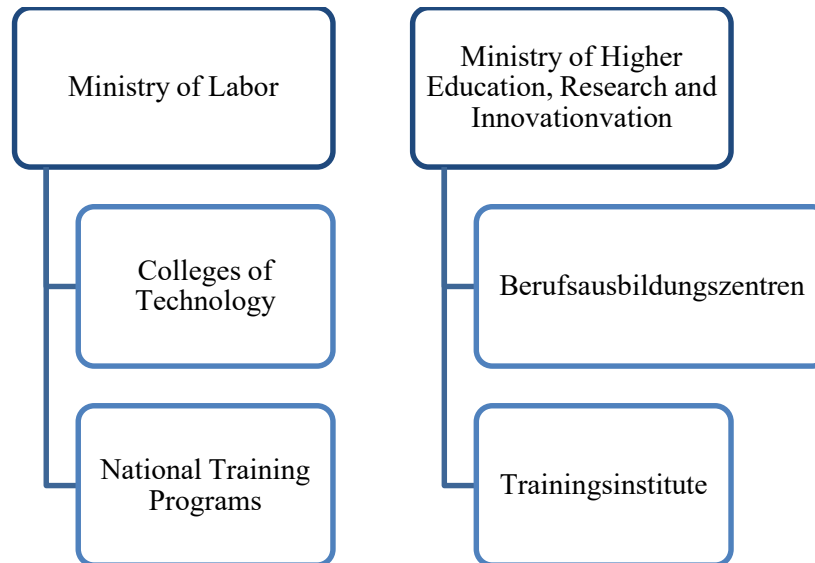 Ministry of Labor
Colleges of
Technology
National Training
Programs
Ministry of Higher
Education, Research and
Innovationvation
Berufsausbildungszentren
Trainingsinstitute